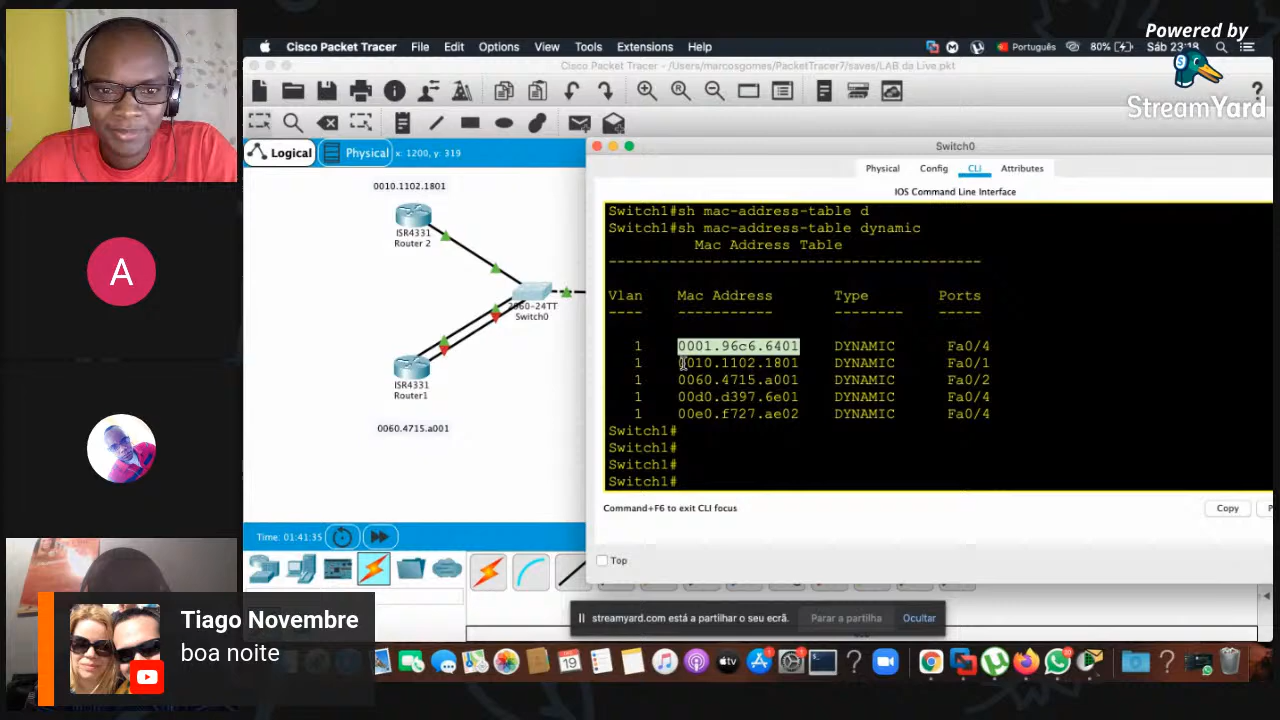 Powered by
StreamYard
Cisco Packet Tracer File Edit Options View Tools Extensions Window Help
Português 80% Sáb 23:18
Cisco Packet Tracer - /Users/marcosgomes/PacketTracer7/saves/LAB da Live.pkt
Logical Physical x: 1200, y: 319
0010.1102.1801
ISR4331
Router 2
2960-24TT
Switch0
ISR4331
Router1
0060.4715.a001
Time: 01:41:35
Switch0
Physical Config CLI Attributes
IOS Command Line Interface
Switch1#sh mac-address-table d
Switch1#sh mac-address-table dynamic
Mac Address Table
-------------------------------------------
Vlan Mac Address Type Ports
---- ----------- -------- -----
1 0001.96c6.6401 DYNAMIC Fa0/4
1 0010.1102.1801 DYNAMIC Fa0/1
1 0060.4715.a001 DYNAMIC Fa0/2
1 00d0.d397.6e01 DYNAMIC Fa0/4
1 00e0.f727.ae02 DYNAMIC Fa0/4
Switch1#
Switch1#
Switch1#
Switch1#
Command+F6 to exit CLI focus
Copy
Top
streamyard.com está a partilhar o seu ecrã. Parar a partilha Ocultar
A
Tiago Novembre
boa noite